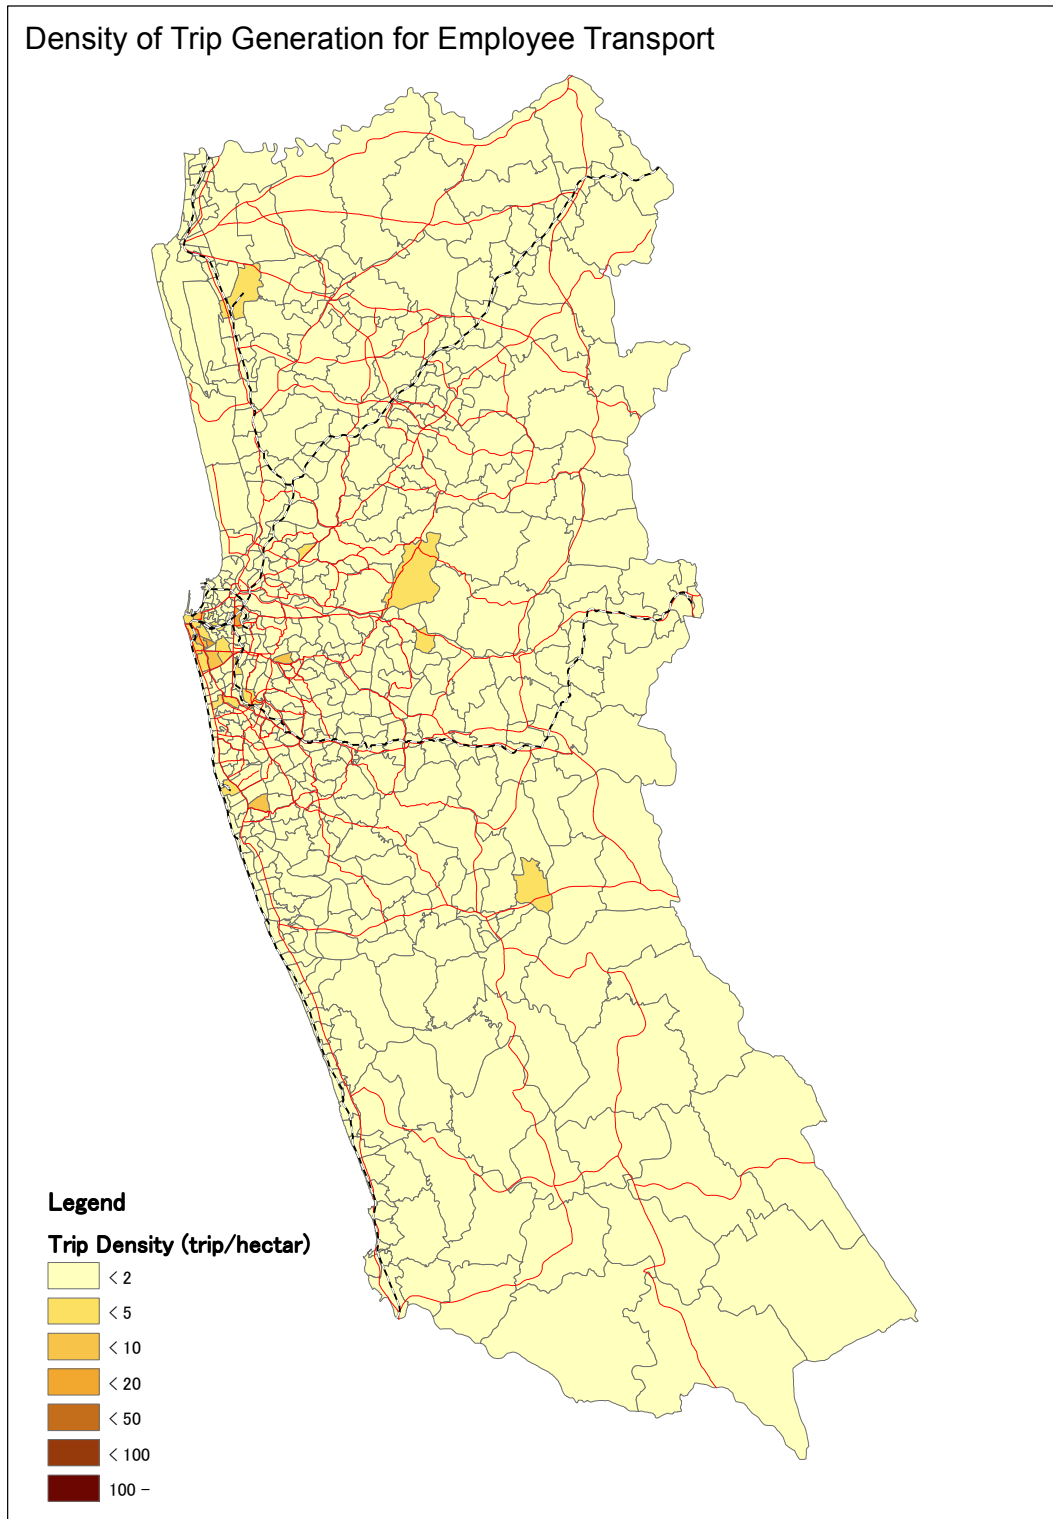 Density of Trip Generation for Employee Transport
Legend
Trip Density (trip/hectar)
< 2
< 5
< 10
< 20
< 50
< 100
100 -